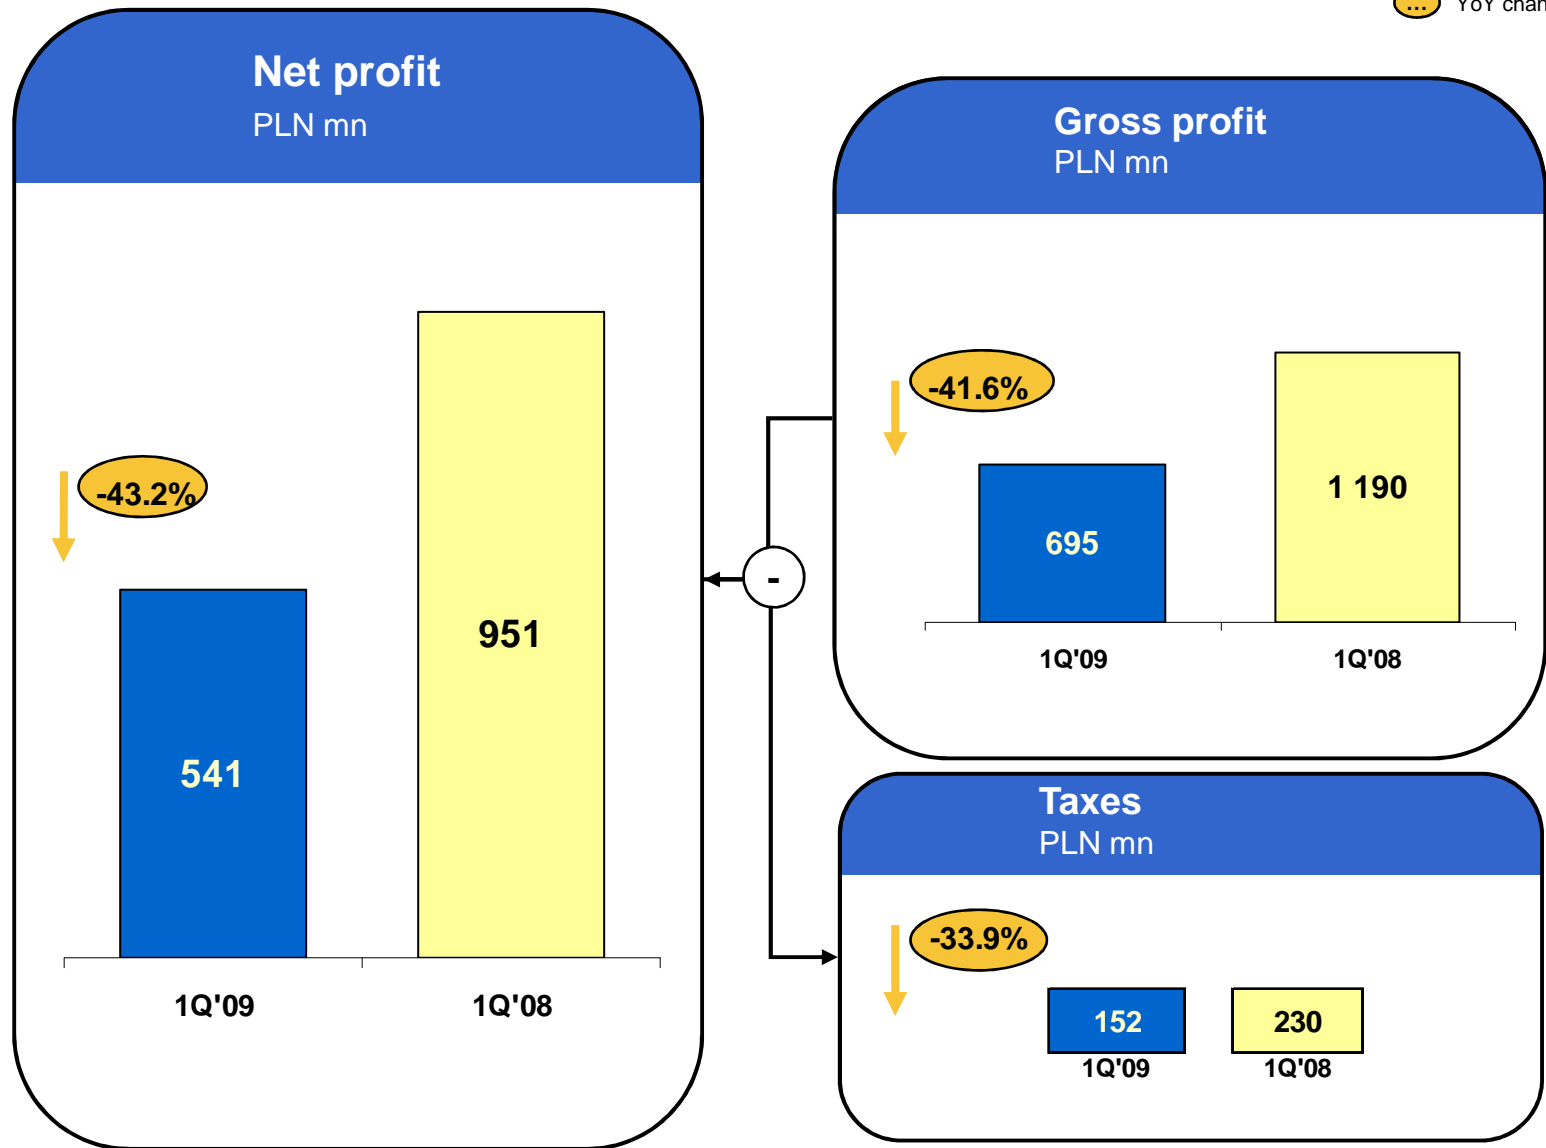 ... YoY
Net profit
PLN mn
-43.2%
541
951
1Q'09
1Q'08
-
Gross profit
PLN mn
-41.6%
695
1 190
1Q'09
1Q'08
Taxes
PLN mn
-33.9%
152
230
1Q'09
1Q'08